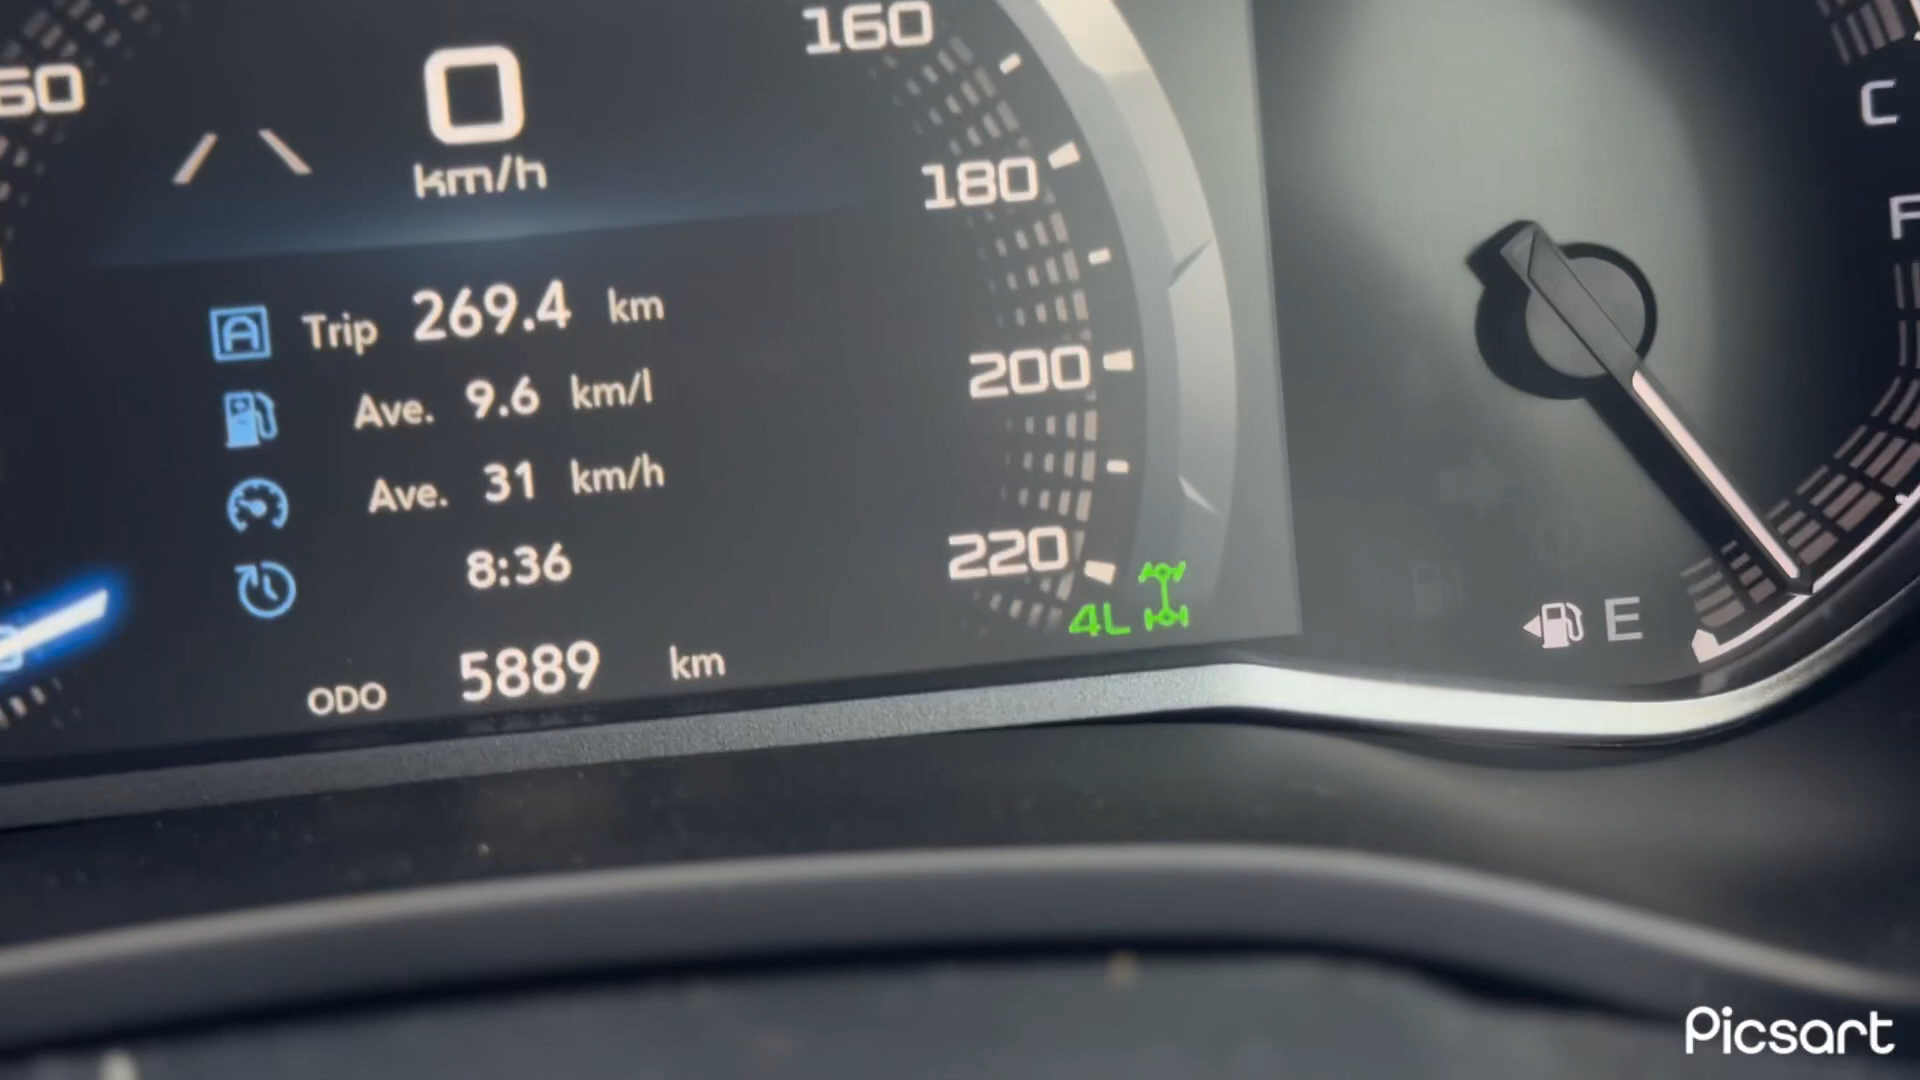 60
0
km/h
160
180
200
220
Trip 269.4 km
Ave. 9.6 km/l
Ave. 31 km/h
8:36
ODO 5889 km
4L
C
F
E
Picsart